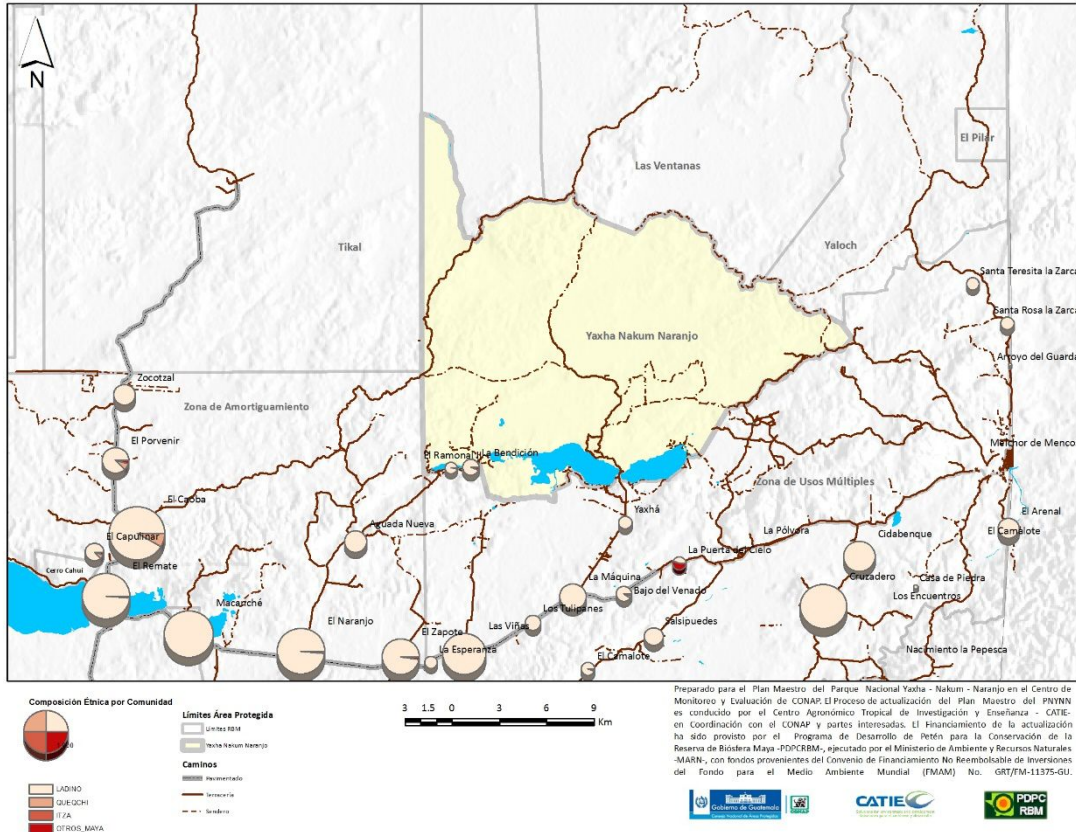 N
El Pilar
Las Ventanas
Tikal
Yaloch
Santa Teresita la Zarca
Santa Rosa la Zarca
Yaxha Nakum Naranjo
Arroyo del Guarda
Zocotzal
Zona de Amortiguamiento
El Porvenir
Melchor de Menco
El Ramonal II
La Bendición
Zona de Usos Múltiples
El Caoba
El Arenal
Yaxhá
La Pólvora
Aguada Nueva
Cidabenque
El Camalote
El Capulinar
La Puerta del Cielo
Cerro Cahui
El Remate
La Máquina
Cruzadero
Casa de Piedra
Bajo del Venado
Los Encuentros
Macanché
Los Tulipanes
El Naranjo
Las Viñas
Salsipuedes
El Zapote
La Esperanza
El Camalote
Nacimiento la Pepesca
Composición Étnica por Comunidad
LADINO
QUEQCHI
ITZA
OTROS_MAYA
Límites Área Protegida
Límites RBM
Yaxha Nakum Naranjo
Caminos
Pavimentado
Terracería
Sendero
3 1.5 0 3 6 9
Km
Preparado para el Plan Maestro del Parque Nacional Yaxha - Nakum - Naranjo en el Centro de
Monitoreo y Evaluación de CONAP. El Proceso de actualización del Plan Maestro del PNYNN
es conducido por el Centro Agronómico Tropical de Investigación y Enseñanza - CATIE-
en Coordinación con el CONAP y partes interesadas. El Financiamiento de la actualización
ha sido provisto por el Programa de Desarrollo de Petén para la Conservación de la
Reserva de Biósfera Maya -PDPCRBM-, ejecutado por el Ministerio de Ambiente y Recursos Naturales
-MARN-, con fondos provenientes del Convenio de Financiamiento No Reembolsable de Inversiones
del Fondo para el Medio Ambiente Mundial (FMAM) No. GRT/FM-11375-GU.
Gobierno de Guatemala
Consejo Nacional de Áreas Protegidas
CATIE
PDPC
RBM